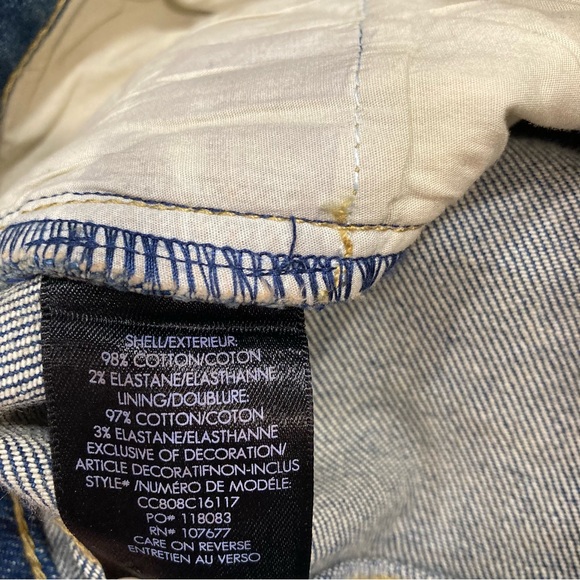 SHELL/EXTERIEUR:
98% COTTON/COTON
2% ELASTANE/ELASTHANNE
LINING/DOUBLURE:
97% COTTON/COTON
3% ELASTANE/ELASTHANNE
EXCLUSIVE OF DECORATION/
ARTICLE DECORATIFNON-INCLUS
STYLE# /NUMÉRO DE MODÉLE:
CC808C16117
PO# 118083
RN# 107677
CARE ON REVERSE
ENTRETIEN AU VERSO